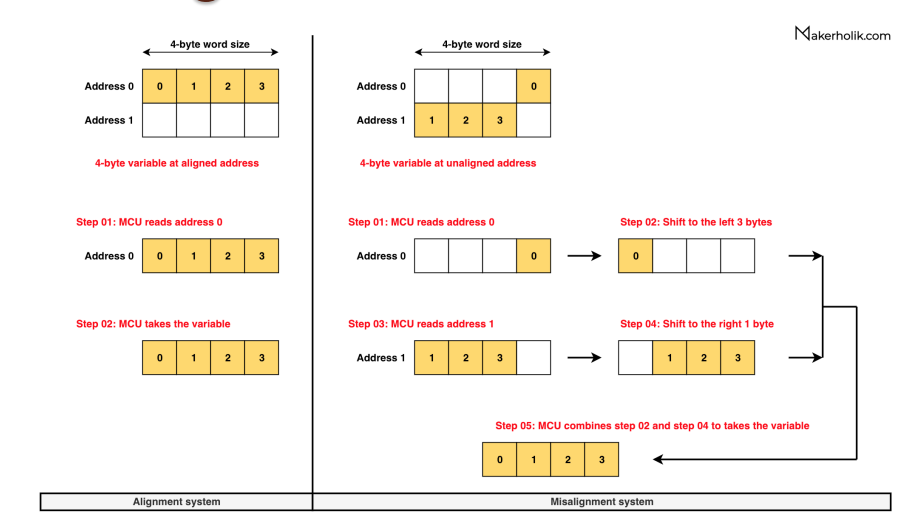 Makerholik.com
4-byte word size
Address 0 0 1 2 3
Address 1
4-byte variable at aligned address
Step 01: MCU reads address 0
Address 0 0 1 2 3
Step 02: MCU takes the variable
0 1 2 3
4-byte word size
Address 0 0
Address 1 1 2 3
4-byte variable at unaligned address
Step 01: MCU reads address 0
Address 0 0
Step 02: Shift to the left 3 bytes
0
Step 03: MCU reads address 1
Address 1 1 2 3
Step 04: Shift to the right 1 byte
1 2 3
Step 05: MCU combines step 02 and step 04 to takes the variable
0 1 2 3
Alignment system
Misalignment system